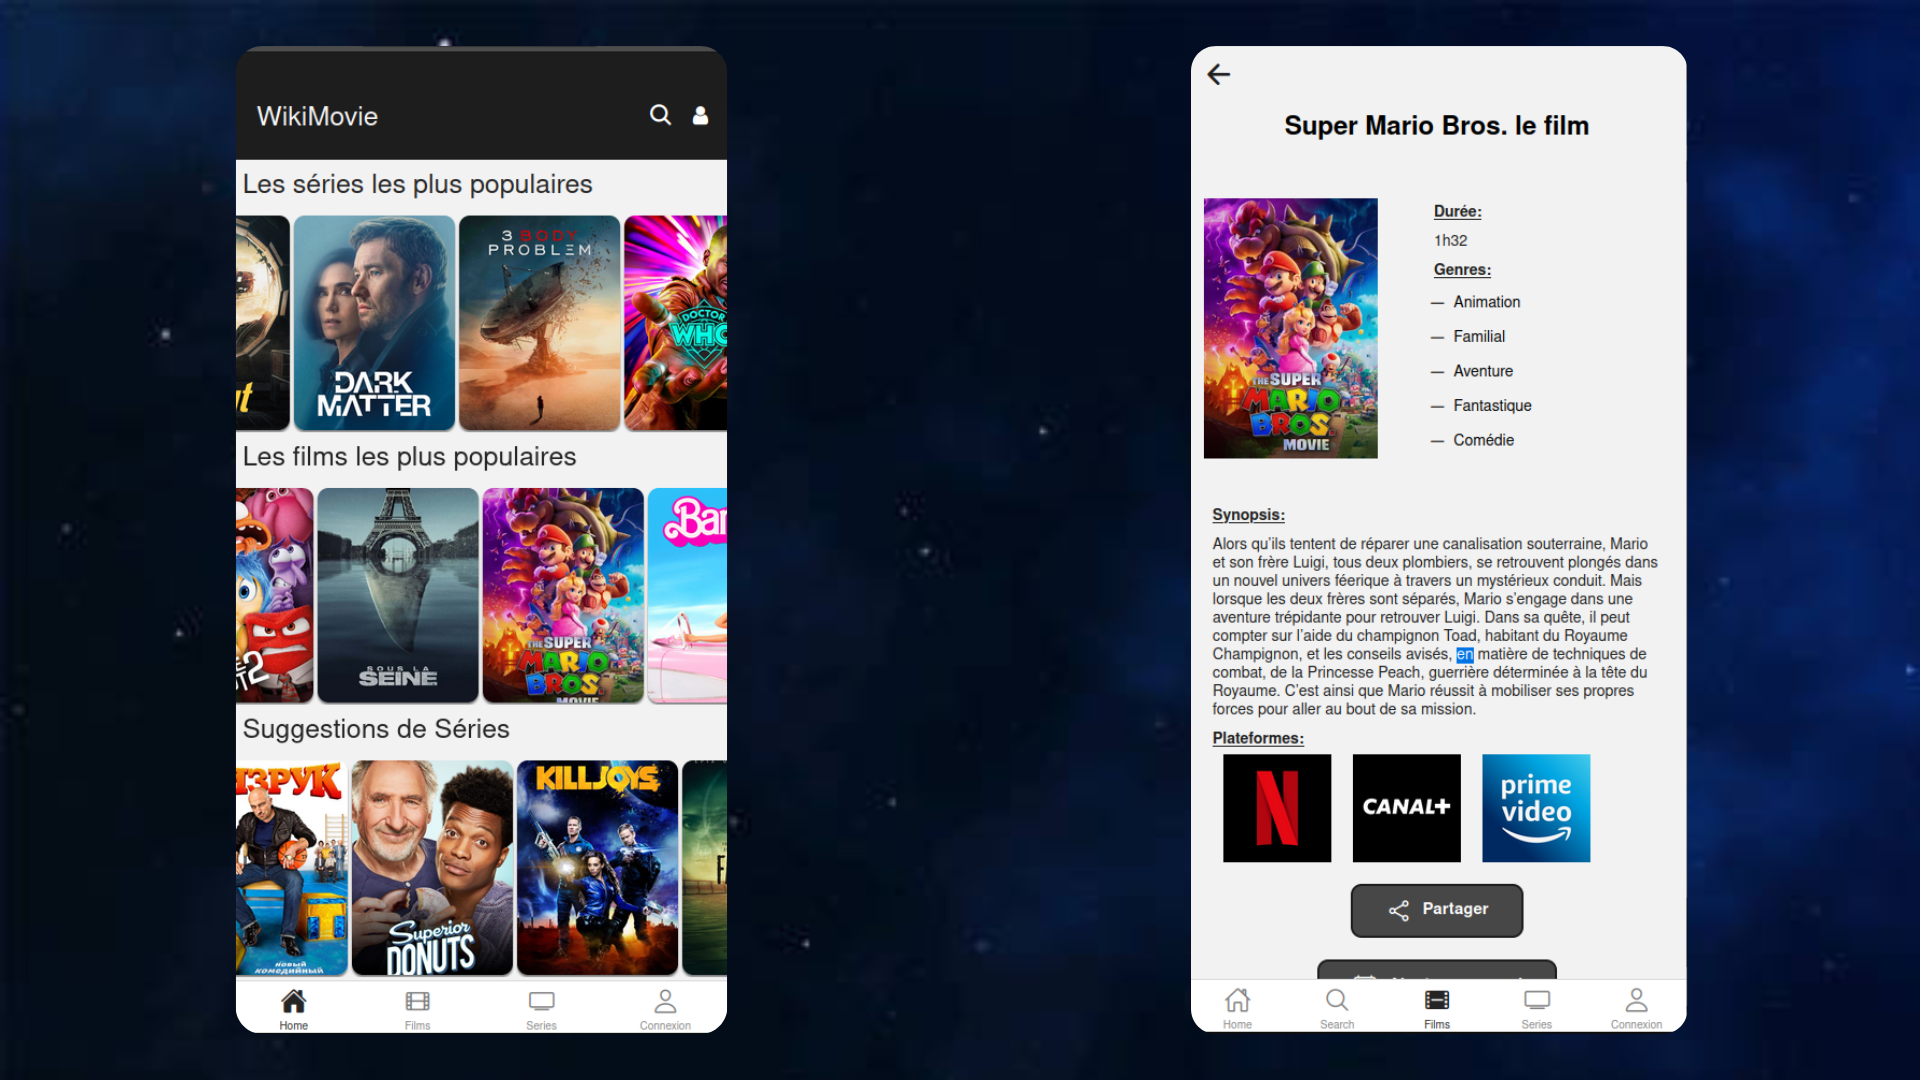 WikiMovie
Les séries les plus populaires
DARK
MATTER
3 BODY
PROBLEM
DOCTOR
WHO
Les films les plus populaires
2
SOUS LA
SEINE
THE SUPER
MARIO
BROS.
MOVIE
Bar
Suggestions de Séries
ЗРУК
НОВЫЙ
КОМЕДИЙНЫЙ
Superior
DONUTS
KILLJOYS
F
Home
Films
Series
Connexion
Super Mario Bros. le film
THE SUPER
MARIO
BROS.
MOVIE
Durée:
1h32
Genres:
— Animation
— Familial
— Aventure
— Fantastique
— Comédie
Synopsis:
Alors qu'ils tentent de réparer une canalisation souterraine, Mario
et son frère Luigi, tous deux plombiers, se retrouvent plongés dans
un nouvel univers féerique à travers un mystérieux conduit. Mais
lorsque les deux frères sont séparés, Mario s'engage dans une
aventure trépidante pour retrouver Luigi. Dans sa quête, il peut
compter sur l'aide du champignon Toad, habitant du Royaume
Champignon, et les conseils avisés, en matière de techniques de
combat, de la Princesse Peach, guerrière déterminée à la tête du
Royaume. C'est ainsi que Mario réussit à mobiliser ses propres
forces pour aller au bout de sa mission.
Plateformes:
N
CANAL+
prime
video
Partager
Home
Search
Films
Series
Connexion